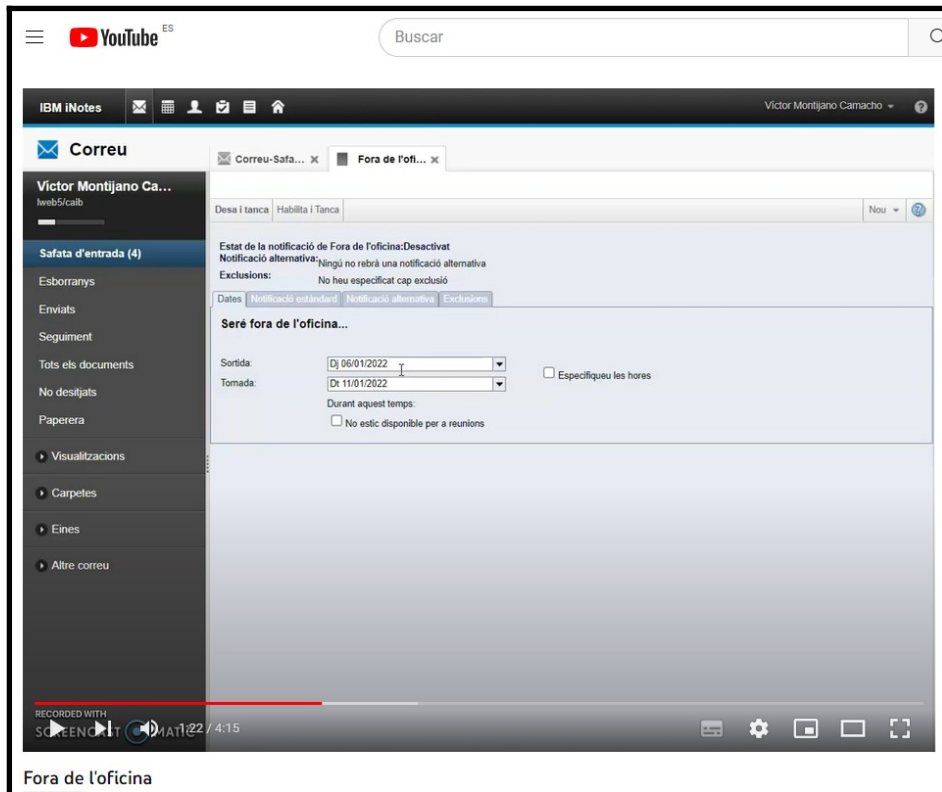 YouTube ES
Buscar
IBM iNotes
Víctor Montijano Camacho
Correu
Correu-Safa... x
Fora de l'ofi... x
Víctor Montijano Ca...
lweb5/caib
Desa i tanca Habilita i Tanca
Nou
Safata d'entrada (4)
Esborranys
Enviats
Seguiment
Tots els documents
No desitjats
Paperera
Visualitzacions
Carpetes
Eines
Altre correu
Estat de la notificació de Fora de l'oficina:Desactivat
Notificació alternativa: Ningú no rebrà una notificació alternativa
Exclusions: No heu especificat cap exclusió
Dates Notificació estàndard Notificació alternativa Exclusions
Seré fora de l'oficina...
Sortida: Dj 06/01/2022
Tornada: Dt 11/01/2022
Especifiqueu les hores
Durant aquest temps:
No estic disponible per a reunions
RECORDED WITH
SCREENCAST MATIC
1:22 / 4:15
Fora de l'oficina